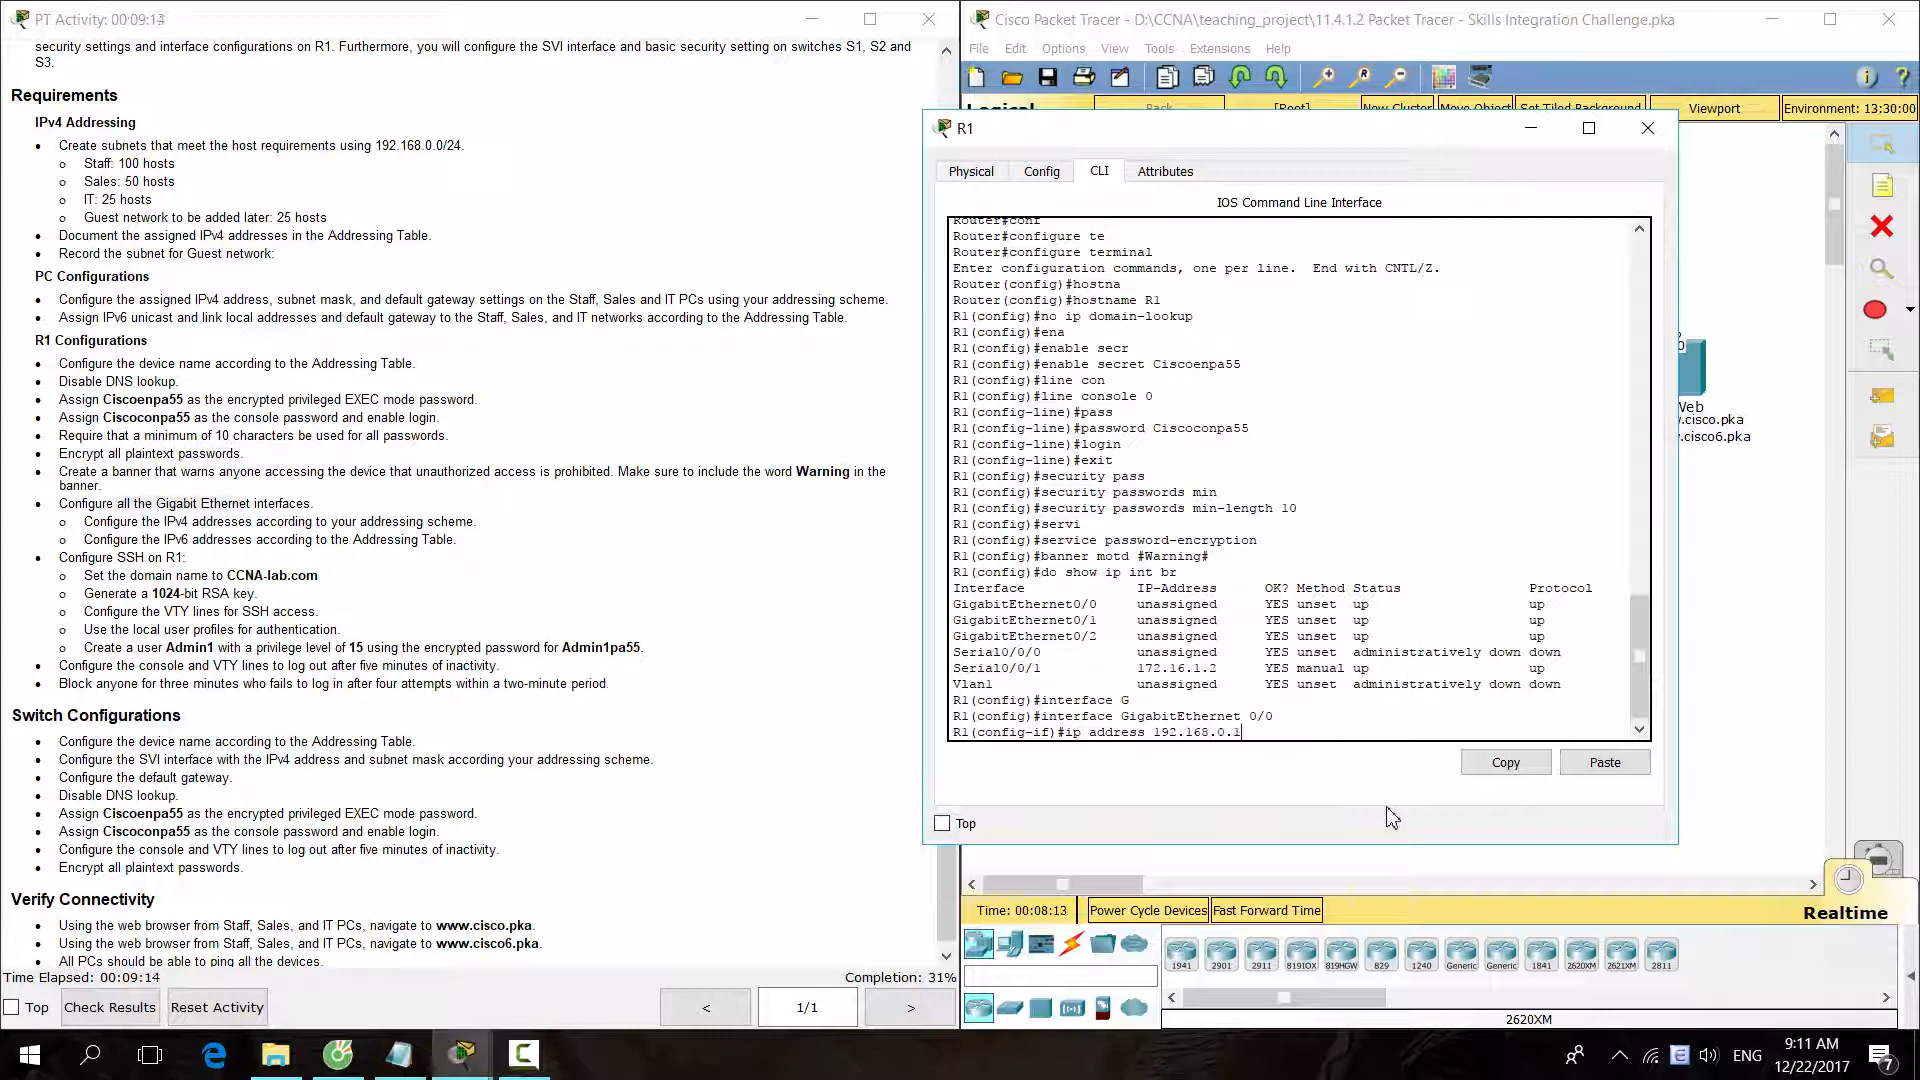 PT Activity: 00:09:13
security settings and interface configurations on R1. Furthermore, you will configure the SVI interface and basic security setting on switches S1, S2 and
S3.
Requirements
IPv4 Addressing
• Create subnets that meet the host requirements using 192.168.0.0/24.
o Staff: 100 hosts
o Sales: 50 hosts
o IT: 25 hosts
o Guest network to be added later: 25 hosts
• Document the assigned IPv4 addresses in the Addressing Table.
• Record the subnet for Guest network:
PC Configurations
• Configure the assigned IPv4 address, subnet mask, and default gateway settings on the Staff, Sales and IT PCs using your addressing scheme.
• Assign IPv6 unicast and link local addresses and default gateway to the Staff, Sales, and IT networks according to the Addressing Table.
R1 Configurations
• Configure the device name according to the Addressing Table.
• Disable DNS lookup.
• Assign Ciscoenpa55 as the encrypted privileged EXEC mode password.
• Assign Ciscoconpa55 as the console password and enable login.
• Require that a minimum of 10 characters be used for all passwords.
• Encrypt all plaintext passwords.
• Create a banner that warns anyone accessing the device that unauthorized access is prohibited. Make sure to include the word Warning in the
banner.
• Configure all the Gigabit Ethernet interfaces.
o Configure the IPv4 addresses according to your addressing scheme.
o Configure the IPv6 addresses according to the Addressing Table.
• Configure SSH on R1:
o Set the domain name to CCNA-lab.com
o Generate a 1024-bit RSA key.
o Configure the VTY lines for SSH access.
o Use the local user profiles for authentication.
o Create a user Admin1 with a privilege level of 15 using the encrypted password for Admin1pa55.
• Configure the console and VTY lines to log out after five minutes of inactivity.
• Block anyone for three minutes who fails to log in after four attempts within a two-minute period.
Switch Configurations
• Configure the device name according to the Addressing Table.
• Configure the SVI interface with the IPv4 address and subnet mask according your addressing scheme.
• Configure the default gateway.
• Disable DNS lookup.
• Assign Ciscoenpa55 as the encrypted privileged EXEC mode password.
• Assign Ciscoconpa55 as the console password and enable login.
• Configure the console and VTY lines to log out after five minutes of inactivity.
• Encrypt all plaintext passwords.
Verify Connectivity
• Using the web browser from Staff, Sales, and IT PCs, navigate to www.cisco.pka.
• Using the web browser from Staff, Sales, and IT PCs, navigate to www.cisco6.pka.
• All PCs should be able to ping all the devices.
Time Elapsed: 00:09:14 Completion: 31%
Top Check Results Reset Activity < 1/1 >
Cisco Packet Tracer - D:\CCNA\teaching_project\11.4.1.2 Packet Tracer - Skills Integration Challenge.pka
File Edit Options View Tools Extensions Help
Logical Back [Root] New Cluster Move Object Set Tiled Background Viewport Environment: 13:30:00
R1
Physical Config CLI Attributes
IOS Command Line Interface
Router#conf
Router#configure te
Router#configure terminal
Enter configuration commands, one per line.  End with CNTL/Z.
Router(config)#hostna
Router(config)#hostname R1
R1(config)#no ip domain-lookup
R1(config)#ena
R1(config)#enable secr
R1(config)#enable secret Ciscoenpa55
R1(config)#line con
R1(config)#line console 0
R1(config-line)#pass
R1(config-line)#password Ciscoconpa55
R1(config-line)#login
R1(config-line)#exit
R1(config)#security pass
R1(config)#security passwords min
R1(config)#security passwords min-length 10
R1(config)#servi
R1(config)#service password-encryption
R1(config)#banner motd #Warning#
R1(config)#do show ip int br
Interface IP-Address OK? Method Status Protocol
GigabitEthernet0/0 unassigned YES unset up up
GigabitEthernet0/1 unassigned YES unset up up
GigabitEthernet0/2 unassigned YES unset up up
Serial0/0/0 unassigned YES unset administratively down down
Serial0/0/1 172.16.1.2 YES manual up up
Vlan1 unassigned YES unset administratively down down
R1(config)#interface G
R1(config)#interface GigabitEthernet 0/0
R1(config-if)#ip address 192.168.0.1
Copy Paste
Top
Web
.cisco.pka
.cisco6.pka
Time: 00:08:13 Power Cycle Devices Fast Forward Time
Realtime
1941 2901 2911 819IOX 819HGW 829 1240 Generic Generic 1841 2620XM 2621XM 2811
2620XM
ENG
9:11 AM
12/22/2017
7